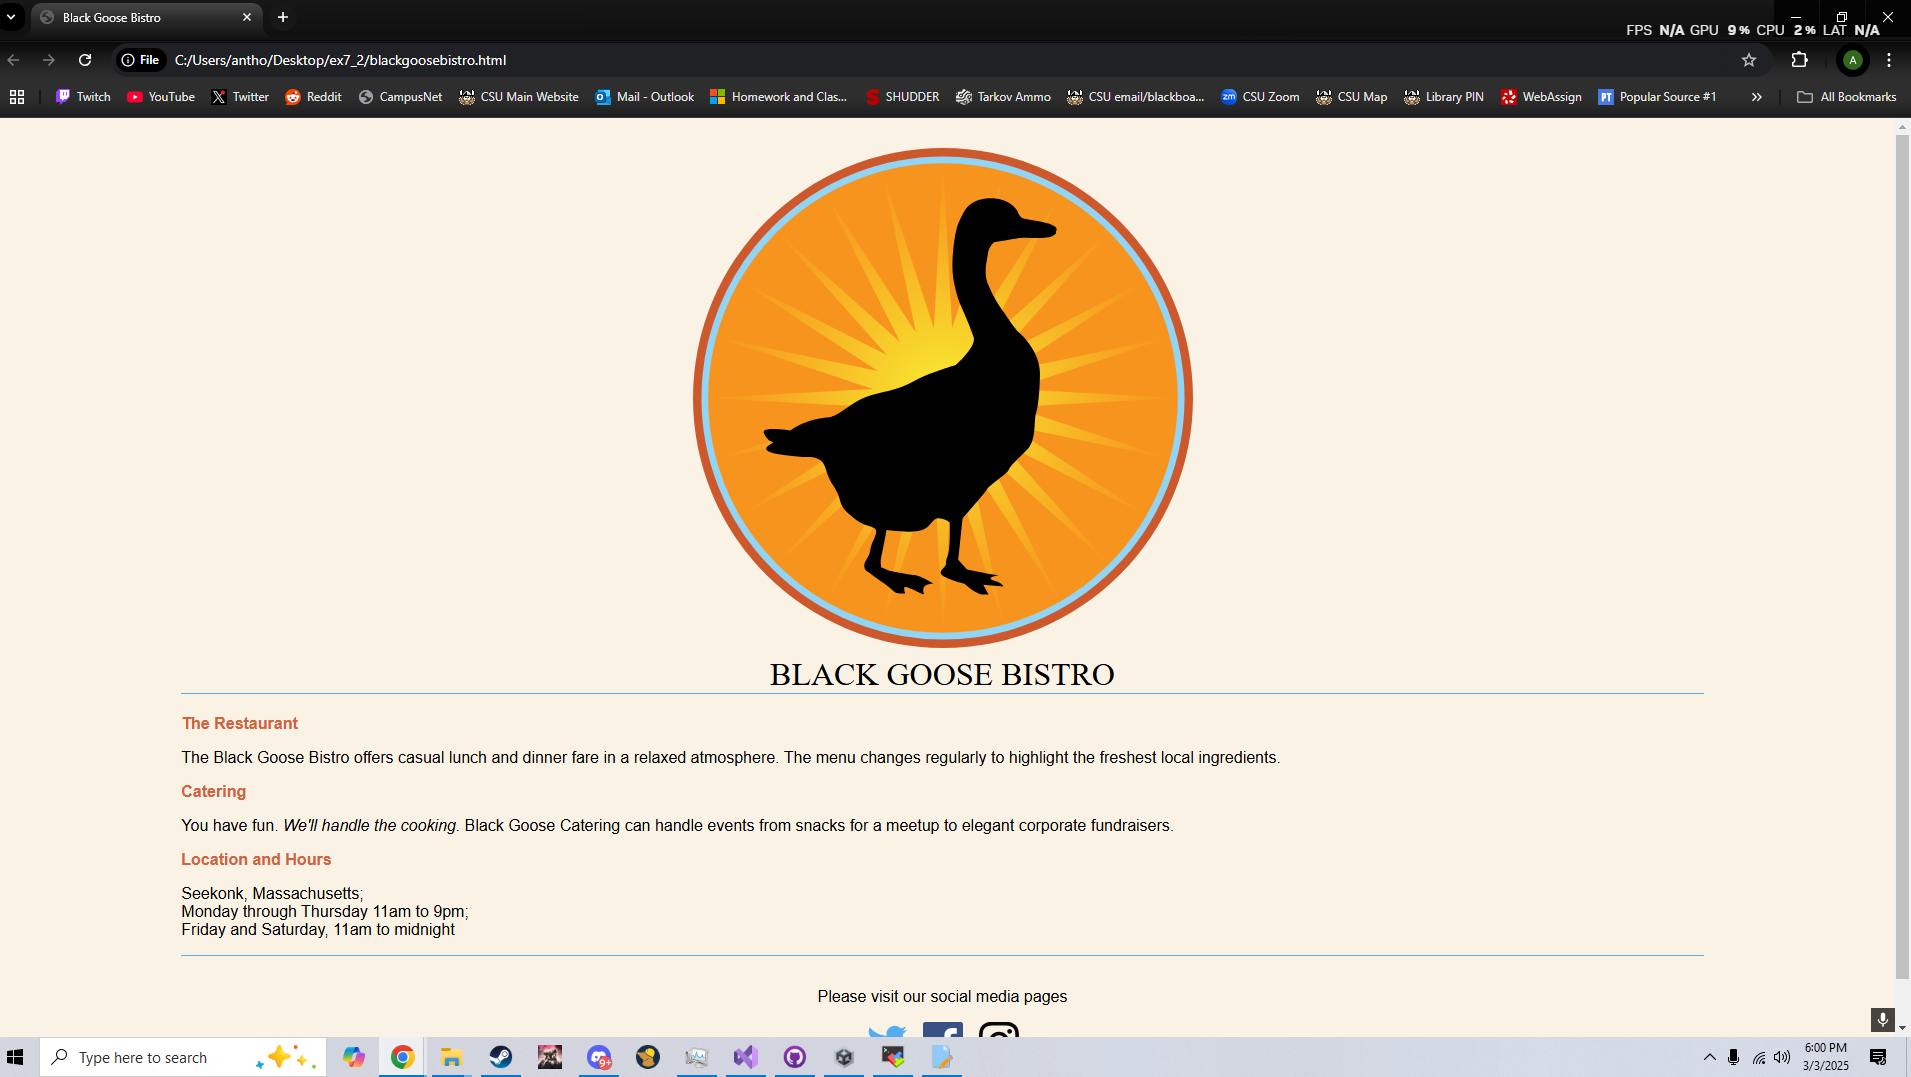 Black Goose Bistro
FPS N/A GPU 9% CPU 2% LAT N/A
File C:/Users/antho/Desktop/ex7_2/blackgoosebistro.html
A
Twitch YouTube Twitter Reddit CampusNet CSU Main Website Mail - Outlook Homework and Clas... SHUDDER Tarkov Ammo CSU email/blackboa... CSU Zoom CSU Map Library PIN WebAssign Popular Source #1 » All Bookmarks
BLACK GOOSE BISTRO
The Restaurant
The Black Goose Bistro offers casual lunch and dinner fare in a relaxed atmosphere. The menu changes regularly to highlight the freshest local ingredients.
Catering
You have fun. We'll handle the cooking. Black Goose Catering can handle events from snacks for a meetup to elegant corporate fundraisers.
Location and Hours
Seekonk, Massachusetts;
Monday through Thursday 11am to 9pm;
Friday and Saturday, 11am to midnight
Please visit our social media pages
Type here to search
9+
6:00 PM
3/3/2025